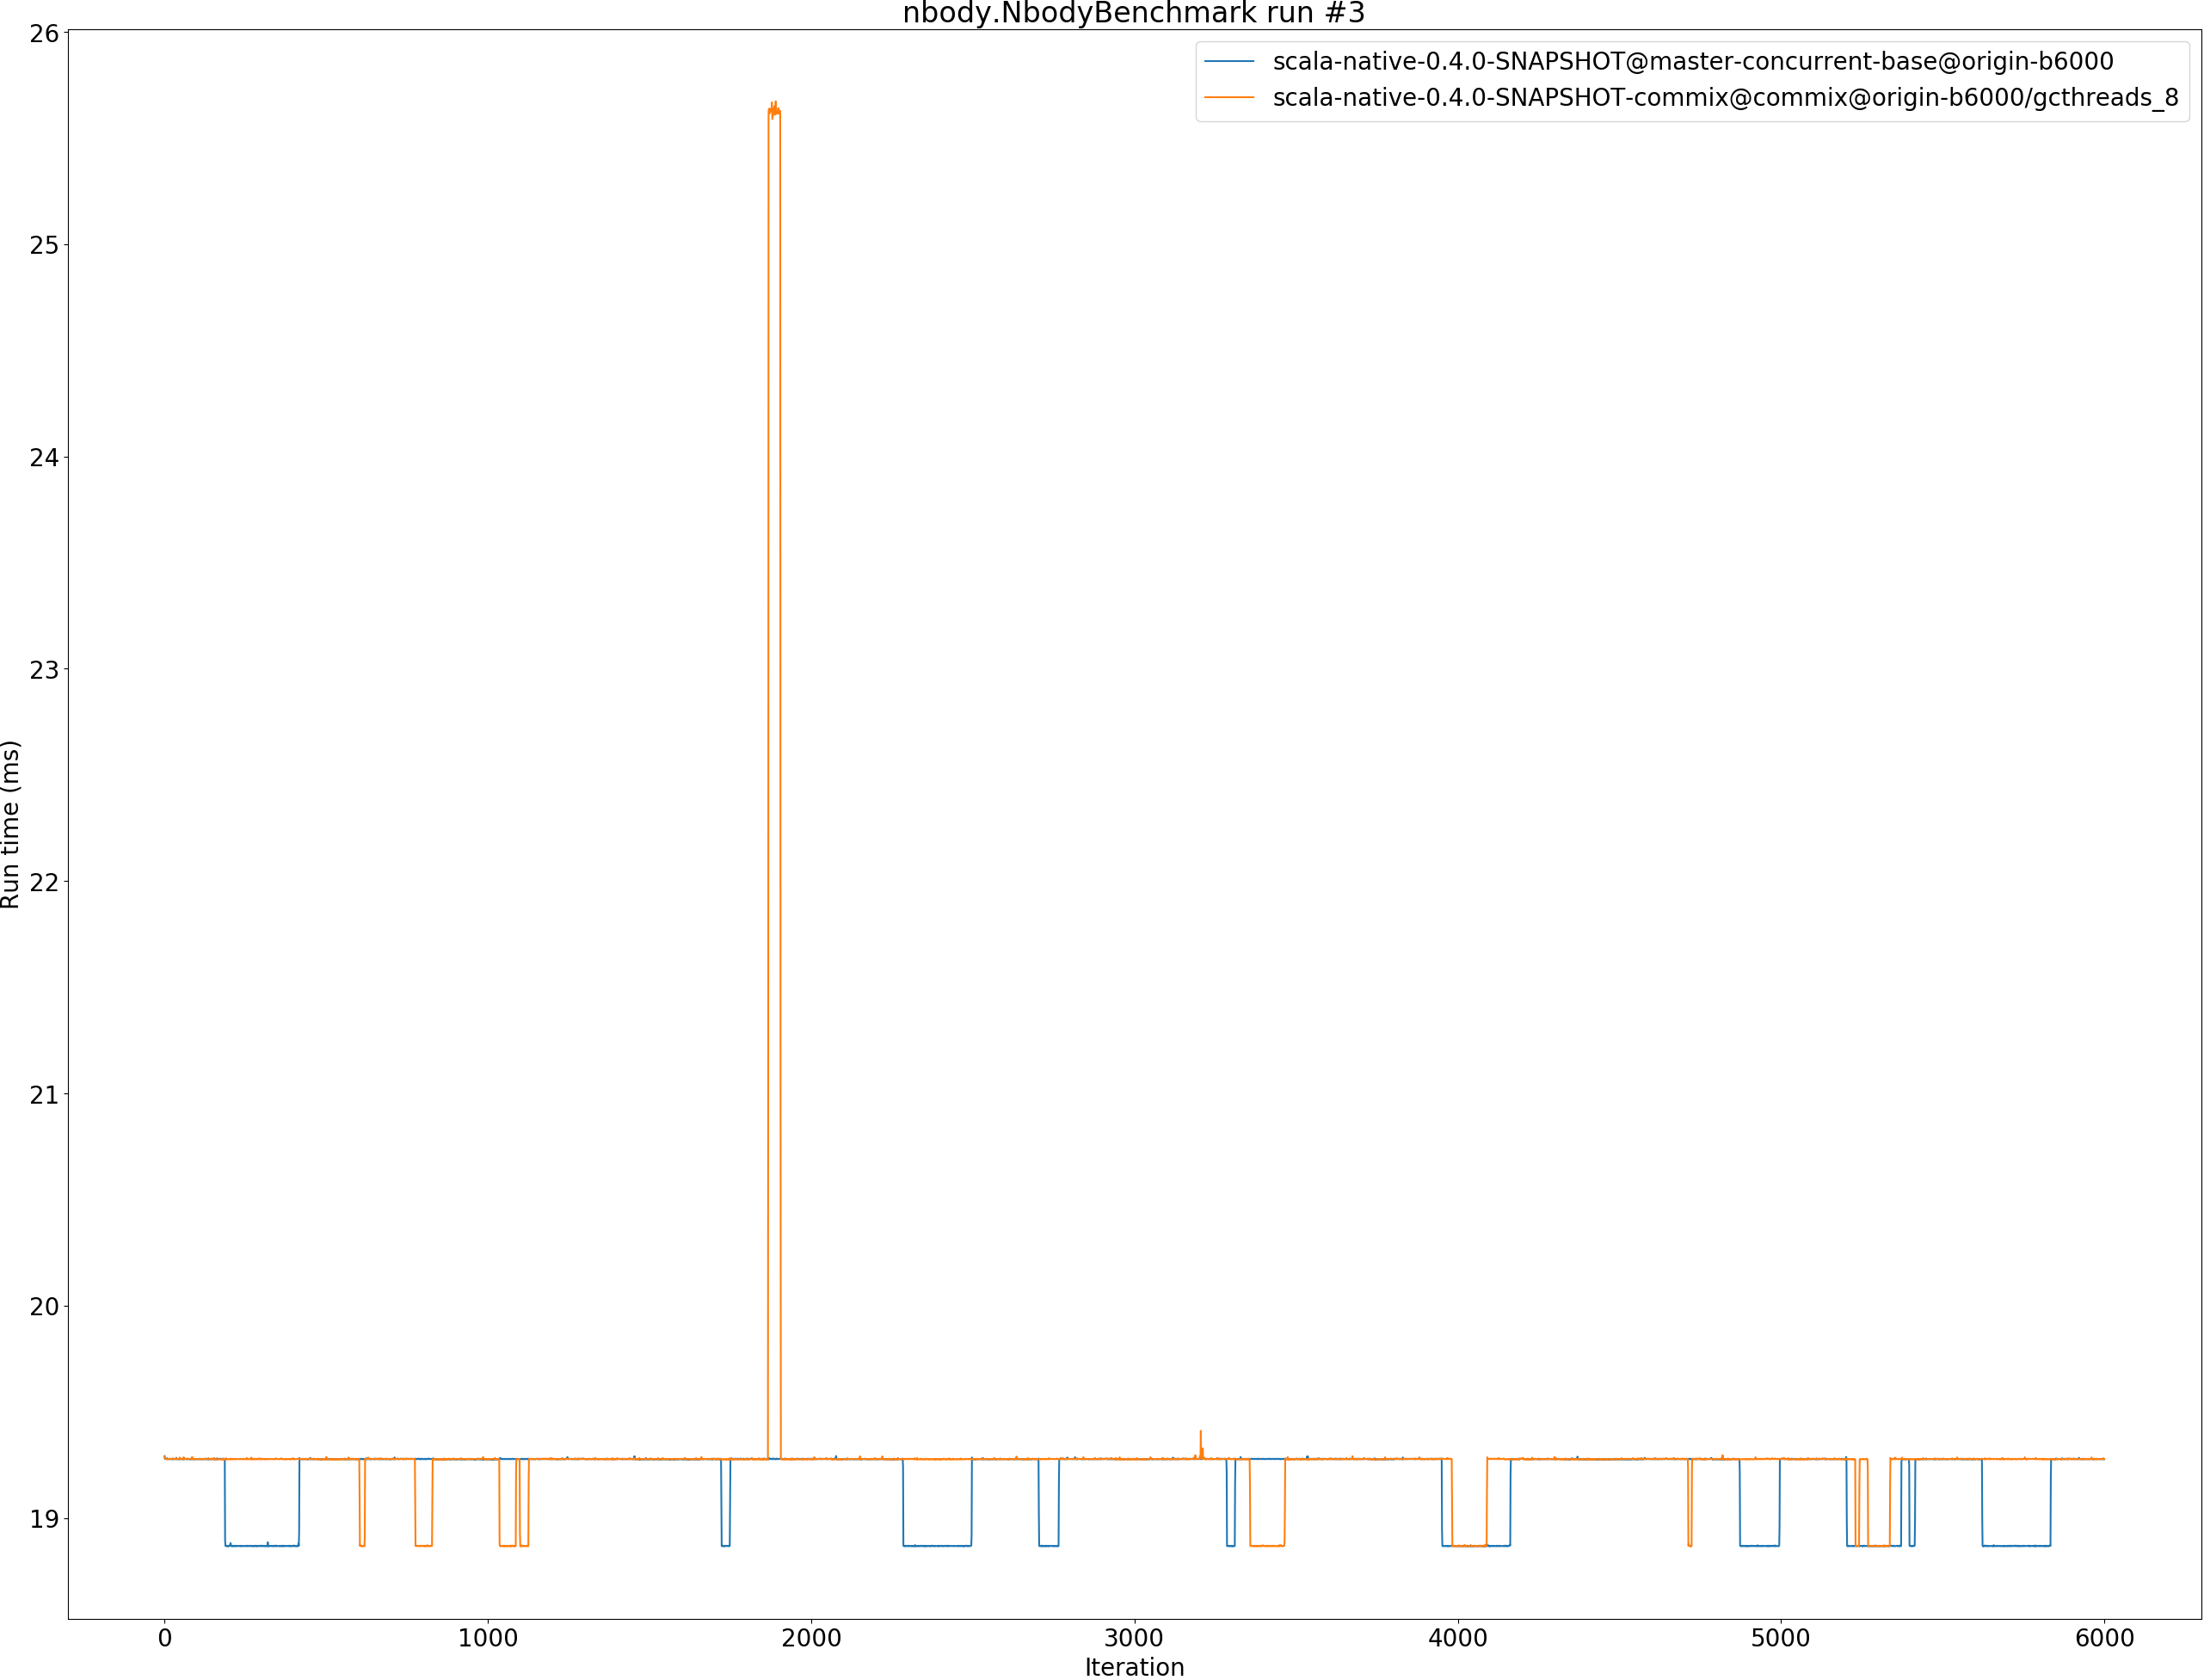 nbody.NbodyBenchmark run #3
scala-native-0.4.0-SNAPSHOT@master-concurrent-base@origin-b6000
scala-native-0.4.0-SNAPSHOT-commix@commix@origin-b6000/gcthreads_8
26
25
24
23
22
21
20
19
Run time (ms)
0 1000 2000 3000 4000 5000 6000
Iteration